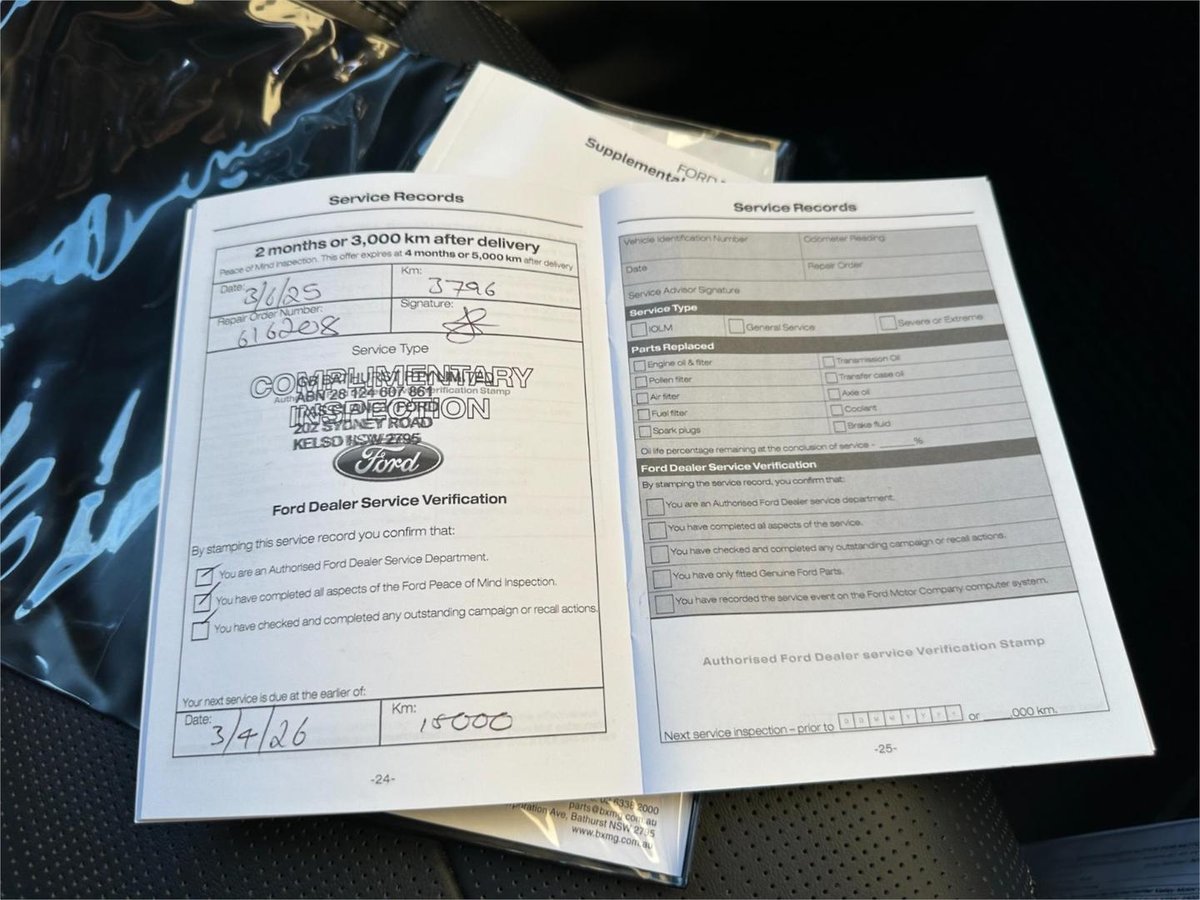 FORD
Supplemental
Service Records
2 months or 3,000 km after delivery
Peace of Mind Inspection. This offer expires at 4 months or 5,000 km after delivery
Date: 3/6/25
Km: 3796
Repair Order Number: 616208
Signature:
Service Type
COMPLIMENTARY
INSPECTION
ABN 28 124 607 861
202 SYDNEY ROAD
KELSO NSW 2795
Ford
Ford Dealer Service Verification
By stamping this service record you confirm that:
You are an Authorised Ford Dealer Service Department.
You have completed all aspects of the Ford Peace of Mind Inspection.
You have checked and completed any outstanding campaign or recall actions.
Your next service is due at the earlier of:
Date: 3/4/26
Km: 15000
-24-
Service Records
Vehicle Identification Number
Odometer Reading
Date
Repair Order
Service Advisor Signature
Service Type
IOLM
General Service
Severe or Extreme
Parts Replaced
Engine oil & filter
Transmission Oil
Pollen filter
Transfer case oil
Air filter
Axle oil
Fuel filter
Coolant
Spark plugs
Brake fluid
Oil life percentage remaining at the conclusion of service - ______%
Ford Dealer Service Verification
By stamping the service record, you confirm that:
You are an Authorised Ford Dealer service department.
You have completed all aspects of the service.
You have checked and completed any outstanding campaign or recall actions.
You have only fitted Genuine Ford Parts.
You have recorded the service event on the Ford Motor Company computer system.
Authorised Ford Dealer service Verification Stamp
Next service inspection – prior to D D M M Y Y Y Y or _____,000 km.
-25-
6338 2000
parts@bxmg.com.au
Ave, Bathurst NSW 2795
www.bxmg.com.au